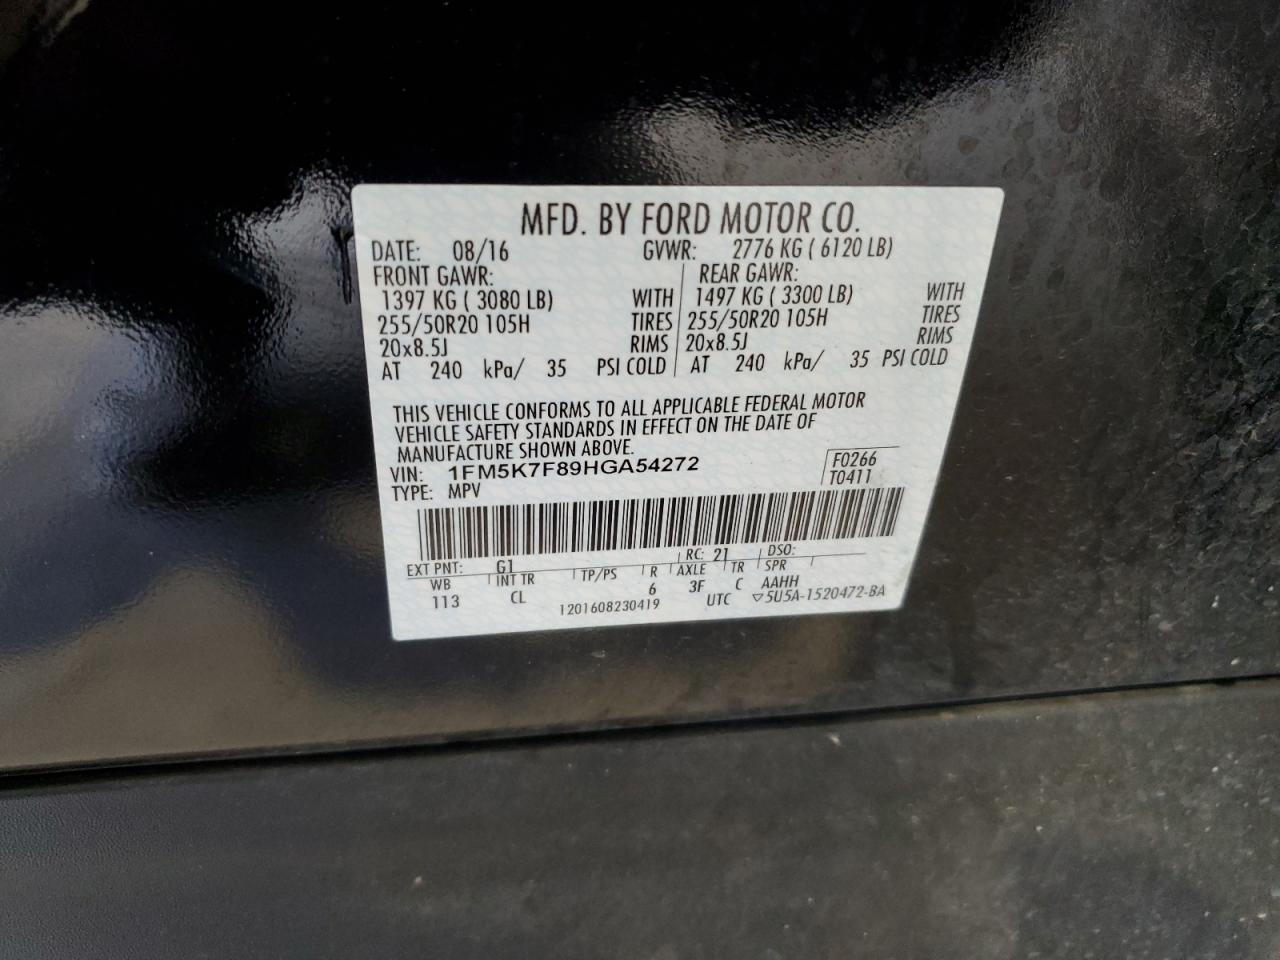 MFD. BY FORD MOTOR CO.
DATE: 08/16 GVWR: 2776 KG ( 6120 LB)
FRONT GAWR: REAR GAWR:
1397 KG ( 3080 LB) WITH 1497 KG ( 3300 LB) WITH
255/50R20 105H TIRES 255/50R20 105H TIRES
20x8.5J RIMS 20x8.5J RIMS
AT 240 kPa/ 35 PSI COLD AT 240 kPa/ 35 PSI COLD
THIS VEHICLE CONFORMS TO ALL APPLICABLE FEDERAL MOTOR
VEHICLE SAFETY STANDARDS IN EFFECT ON THE DATE OF
MANUFACTURE SHOWN ABOVE.
VIN: 1FM5K7F89HGA54272 F0266
TYPE: MPV T0411
EXT PNT: G1 RC: 21 DSO:
WB INT TR TP/PS R AXLE TR SPR
113 CL 6 3F C AAHH
1201608230419 UTC ▽5U5A-1520472-BA